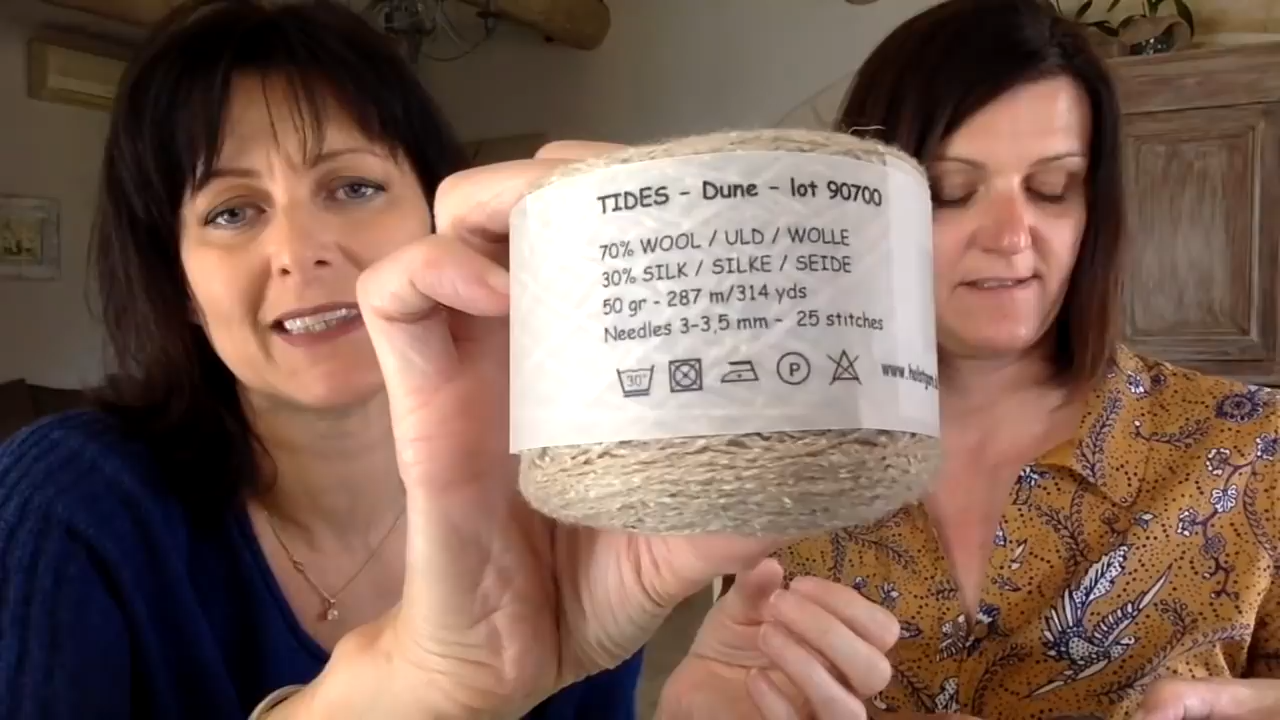 TIDES - Dune - lot 90700
70% WOOL / ULD / WOLLE
30% SILK / SILKE / SEIDE
50 gr - 287 m/314 yds
Needles 3-3,5 mm - 25 stitches
30°
P